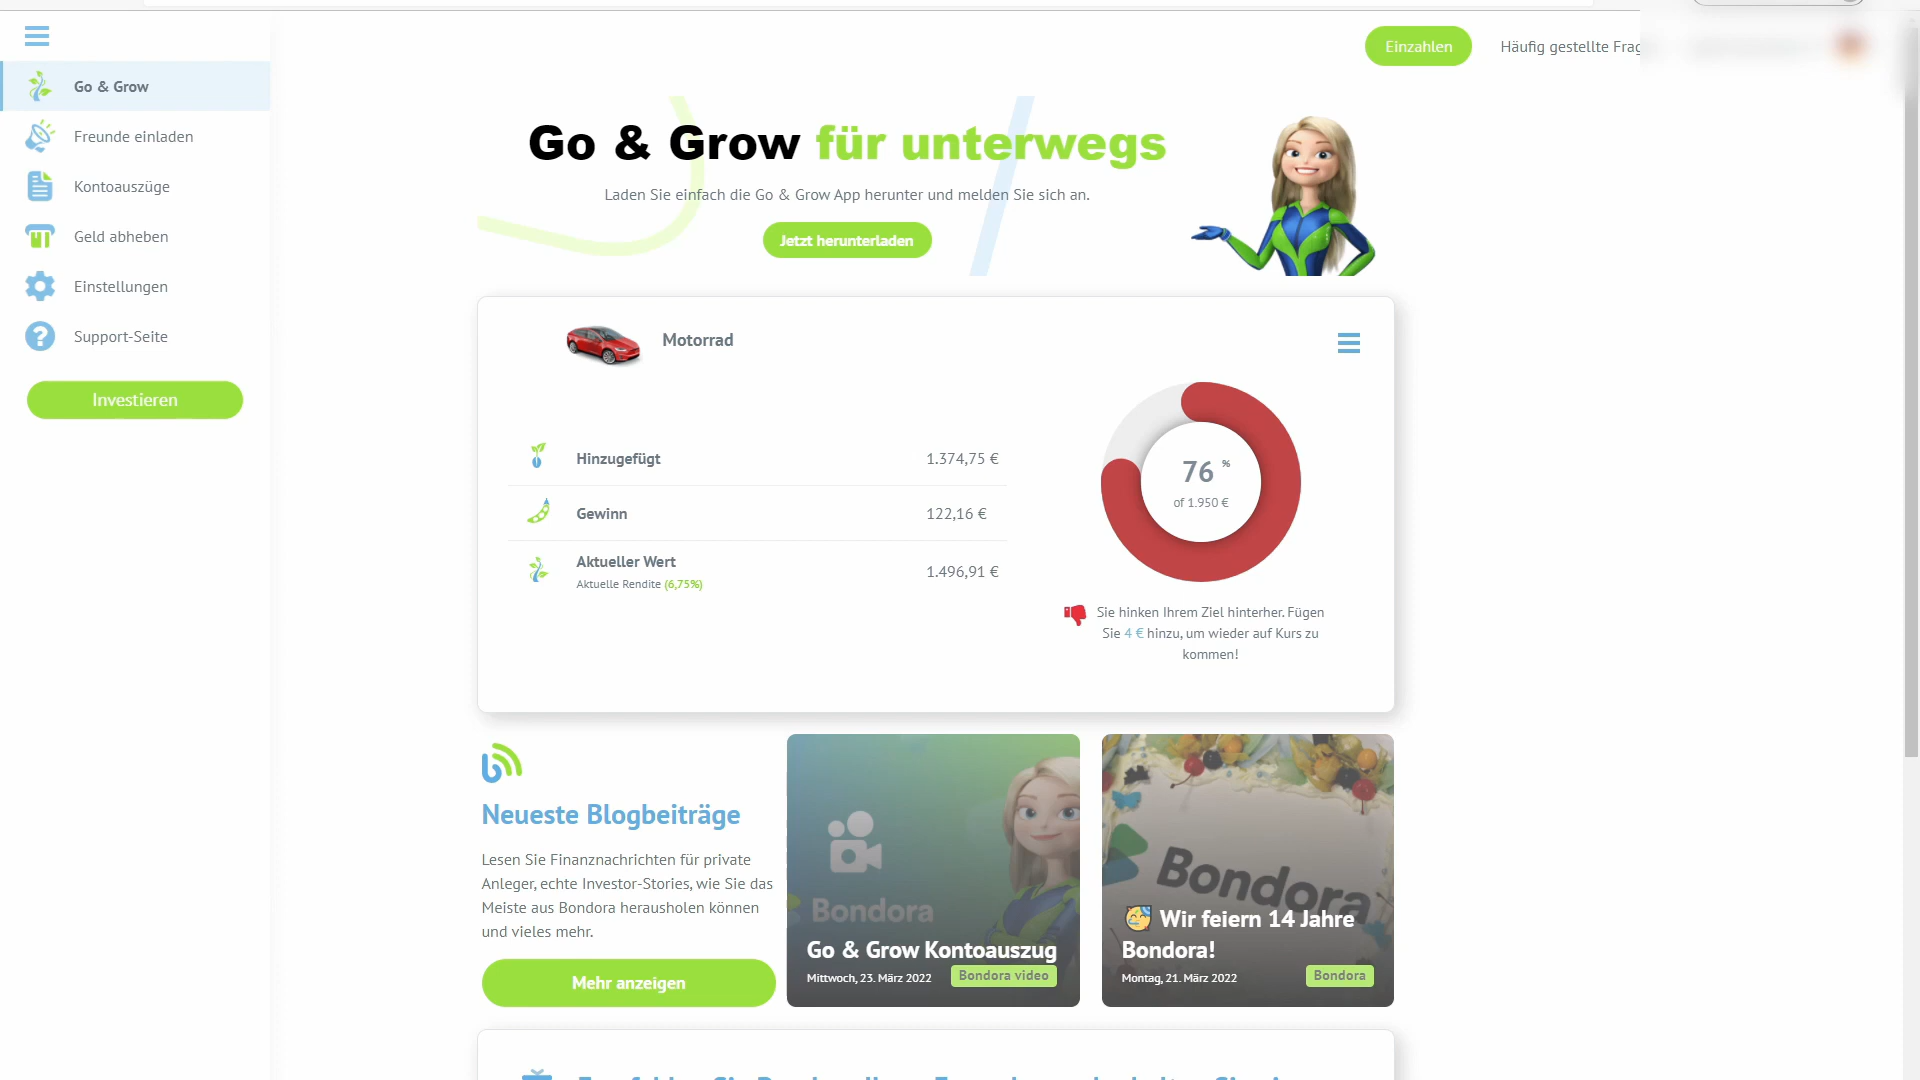 Einzahlen
Häufig gestellte Frag
Go & Grow
Freunde einladen
Kontoauszüge
Geld abheben
Einstellungen
Support-Seite
Investieren
Go & Grow für unterwegs
Laden Sie einfach die Go & Grow App herunter und melden Sie sich an.
Jetzt herunterladen
Motorrad
Hinzugefügt 1.374,75 €
Gewinn 122,16 €
Aktueller Wert 1.496,91 €
Aktuelle Rendite (6,75%)
76 %
of 1.950 €
Sie hinken Ihrem Ziel hinterher. Fügen
Sie 4 € hinzu, um wieder auf Kurs zu
kommen!
Neueste Blogbeiträge
Lesen Sie Finanznachrichten für private
Anleger, echte Investor-Stories, wie Sie das
Meiste aus Bondora herausholen können
und vieles mehr.
Mehr anzeigen
Bondora
Go & Grow Kontoauszug
Mittwoch, 23. März 2022
Bondora video
Bondora
🥳 Wir feiern 14 Jahre
Bondora!
Montag, 21. März 2022
Bondora